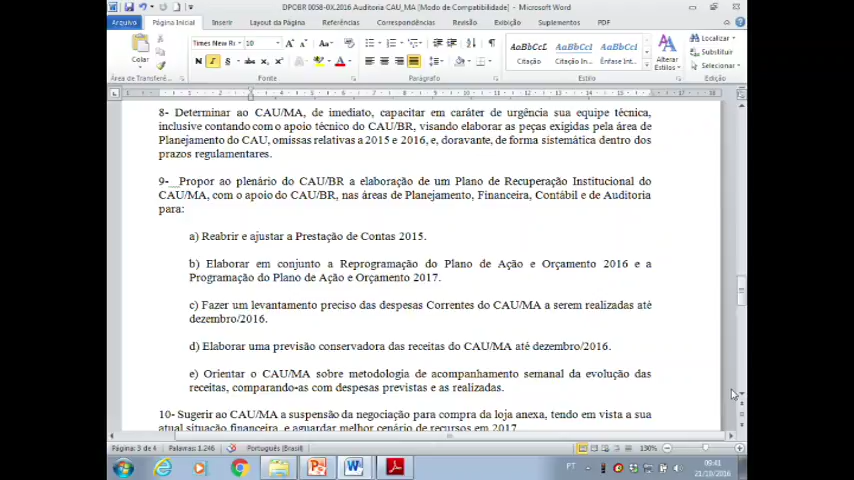 DPOBR 0098-0X.2016 Auditoria CAU_MA [Modo de Compatibilidade] - Microsoft Word
Arquivo Página Inicial Inserir Layout da Página Referências Correspondências Revisão Exibição Suplementos PDF
Times New Ro 10
Colar
AaBbCcL AaBbCcI AaBbCcI
Citação Citação In... Ênfase Int...
Alterar Estilos
Localizar
Substituir
Selecionar
Área de Transferê... Fonte Parágrafo Estilo Edição
8- Determinar ao CAU/MA, de imediato, capacitar em caráter de urgência sua equipe técnica,
inclusive contando com o apoio técnico do CAU/BR, visando elaborar as peças exigidas pela área de
Planejamento do CAU, omissas relativas a 2015 e 2016, e, doravante, de forma sistemática dentro dos
prazos regulamentares.
9- Propor ao plenário do CAU/BR a elaboração de um Plano de Recuperação Institucional do
CAU/MA, com o apoio do CAU/BR, nas áreas de Planejamento, Financeira, Contábil e de Auditoria
para:
a) Reabrir e ajustar a Prestação de Contas 2015.
b) Elaborar em conjunto a Reprogramação do Plano de Ação e Orçamento 2016 e a
Programação do Plano de Ação e Orçamento 2017.
c) Fazer um levantamento preciso das despesas Correntes do CAU/MA a serem realizadas até
dezembro/2016.
d) Elaborar uma previsão conservadora das receitas do CAU/MA até dezembro/2016.
e) Orientar o CAU/MA sobre metodologia de acompanhamento semanal da evolução das
receitas, comparando-as com despesas previstas e as realizadas.
10- Sugerir ao CAU/MA a suspensão da negociação para compra da loja anexa, tendo em vista a sua
atual situação financeira, e aguardar melhor cenário de recursos em 2017.
Palavras: 1.246 Português (Brasil) 130%
PT 09:41
21/10/2016